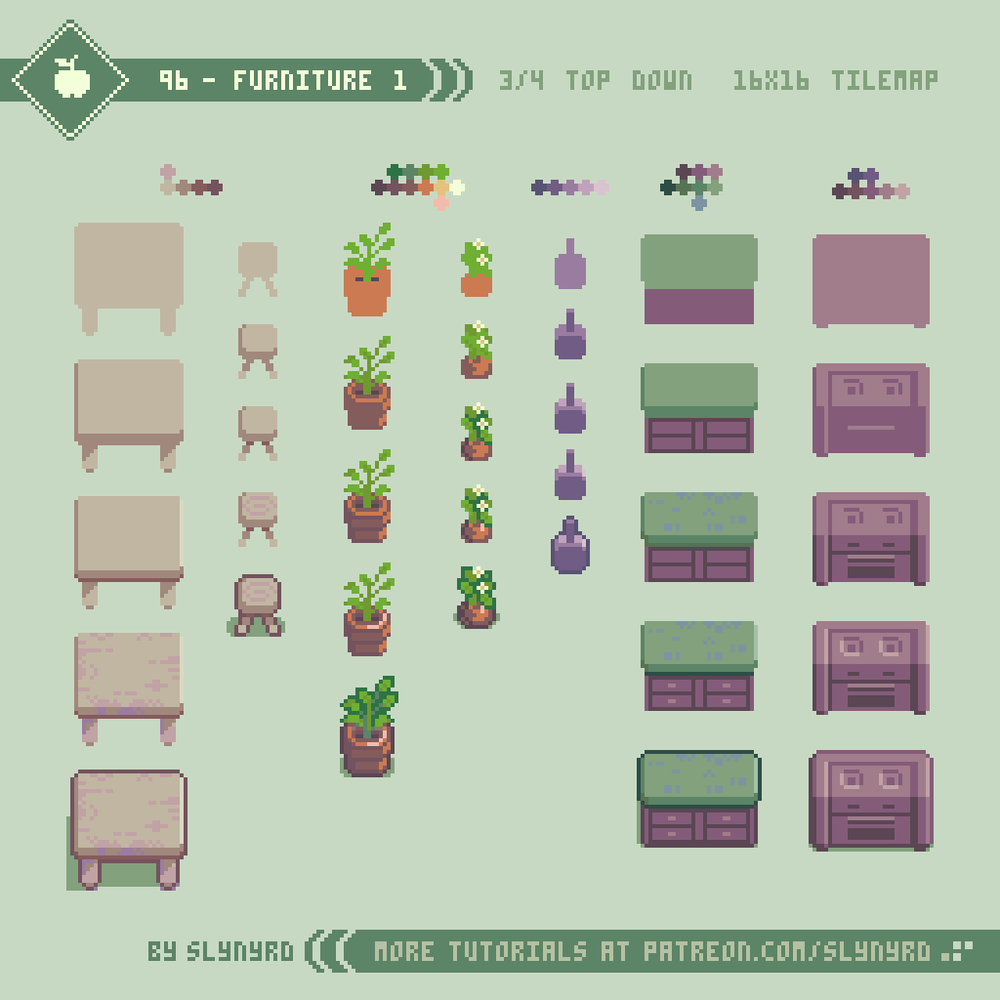 96 - FURNITURE 1 3/4 TOP DOWN 16X16 TILEMAP
BY SLYNYRD MORE TUTORIALS AT PATREON.COM/SLYNYRD